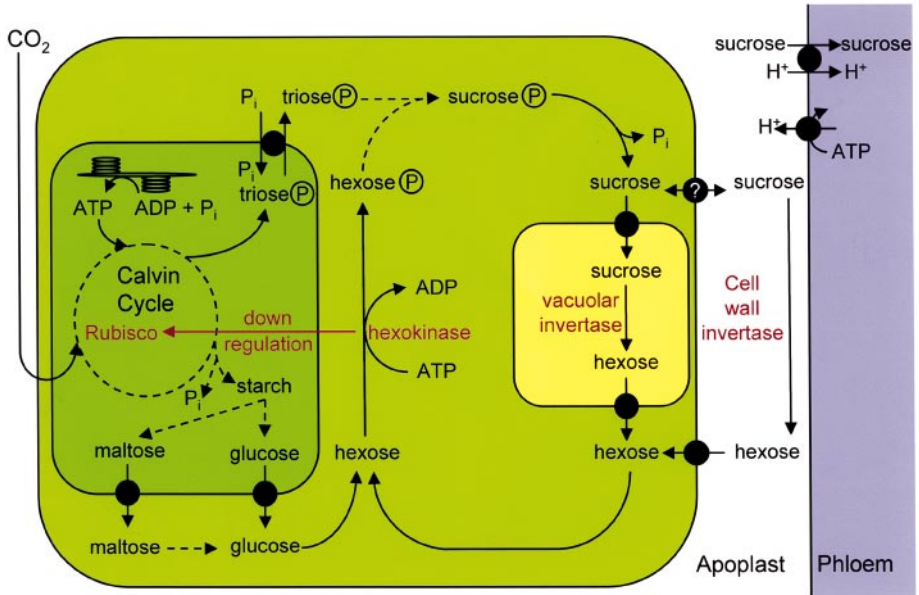 CO₂
sucrose sucrose
H⁺ H⁺
H⁺
ATP
Pᵢ triose P
sucrose P
Pᵢ
Pᵢ
triose P
hexose P
sucrose ? sucrose
ATP ADP + Pᵢ
Calvin
Cycle
Rubisco
down
regulation
hexokinase
ADP
ATP
sucrose
vacuolar
invertase
hexose
Cell
wall
invertase
Pᵢ
starch
maltose glucose
hexose
hexose
hexose
maltose glucose
Apoplast
Phloem